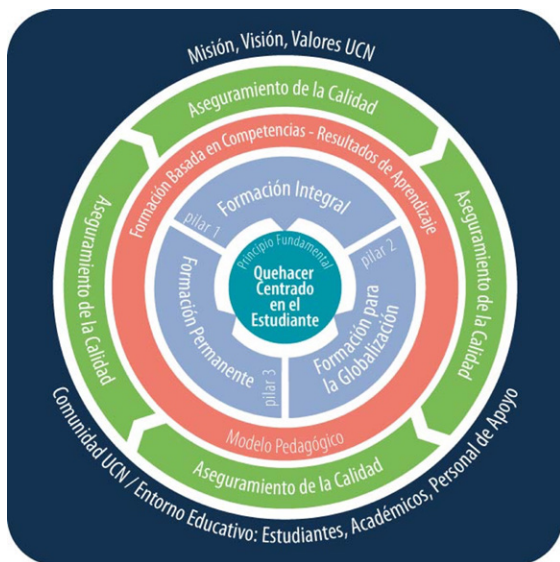 Misión, Visión, Valores UCN
Aseguramiento de la Calidad
Formación Basada en Competencias - Resultados de Aprendizaje
Formación Integral
pilar 1
pilar 2
Principio Fundamental
Quehacer
Centrado
en el
Estudiante
Aseguramiento de la Calidad
Aseguramiento de la Calidad
Formación Permanente
Formación para
la Globalización
pilar 3
Modelo Pedagógico
Aseguramiento de la Calidad
Comunidad UCN / Entorno Educativo: Estudiantes, Académicos, Personal de Apoyo